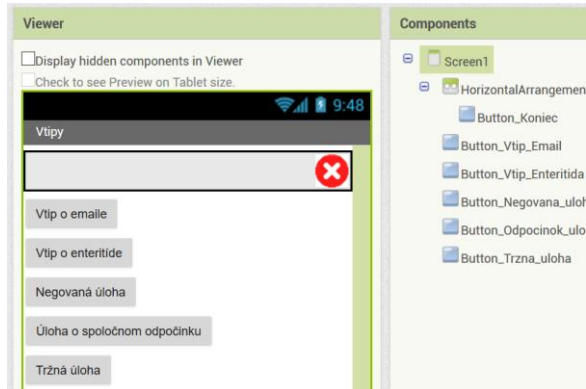 Viewer
Display hidden components in Viewer
Check to see Preview on Tablet size.
9:48
Vtipy
Vtip o emaile
Vtip o enteritíde
Negovaná úloha
Úloha o spoločnom odpočinku
Tržná úloha
Components
Screen1
HorizontalArrangemen
Button_Koniec
Button_Vtip_Email
Button_Vtip_Enteritida
Button_Negovana_uloh
Button_Odpocinok_ulo
Button_Trzna_uloha